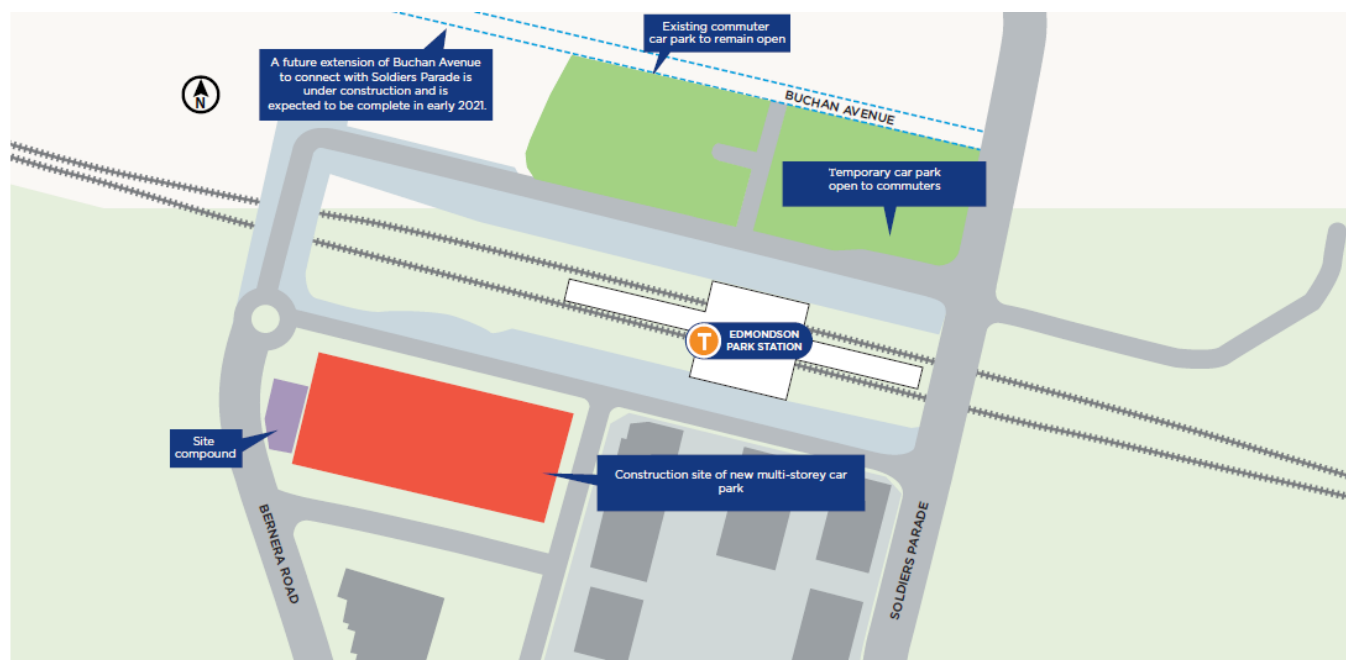 Existing commuter
car park to remain open
A future extension of Buchan Avenue
to connect with Soldiers Parade is
under construction and is
expected to be complete in early 2021.
N
BUCHAN AVENUE
Temporary car park
open to commuters
T
EDMONDSON
PARK STATION
Site
compound
Construction site of new multi-storey car
park
BERNERA ROAD
SOLDIERS PARADE